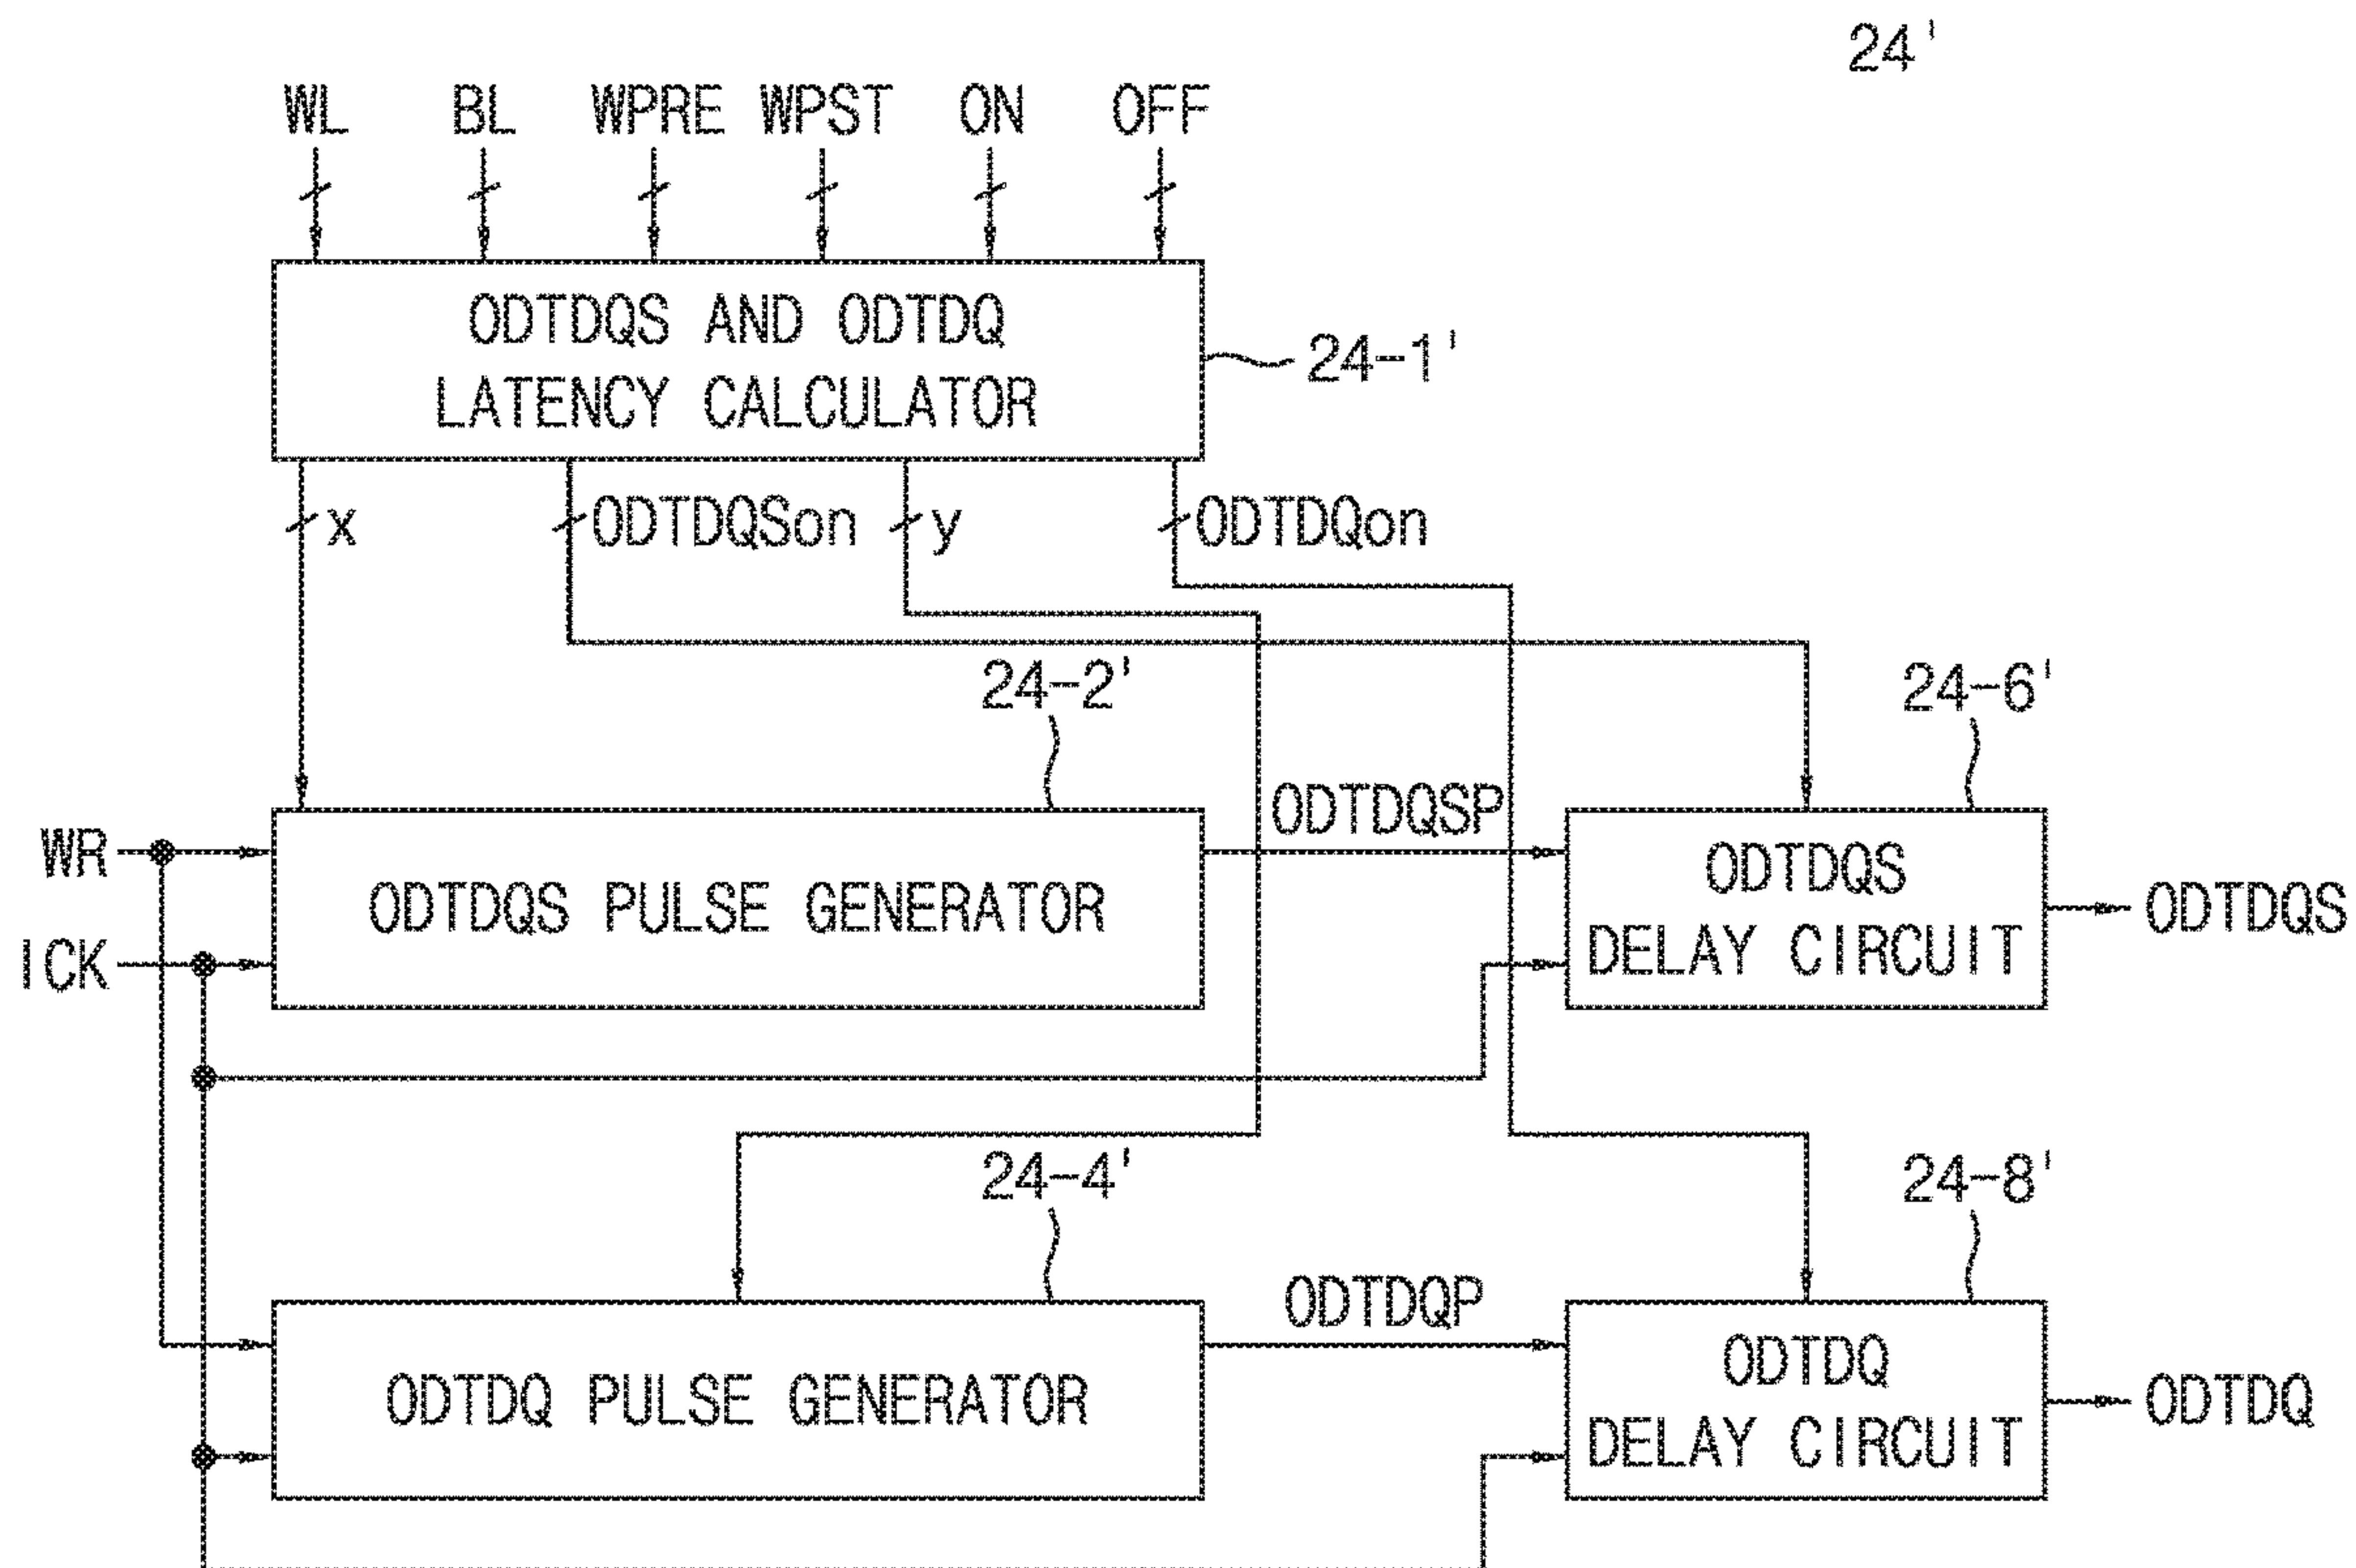 24'
WL BL WPRE WPST ON OFF
ODTDQS AND ODTDQ
LATENCY CALCULATOR
24-1'
x ODTDQSon y ODTDQon
24-2'
24-6'
WR
ICK
ODTDQS PULSE GENERATOR
ODTDQSP
ODTDQS
DELAY CIRCUIT
ODTDQS
24-4'
24-8'
ODTDQ PULSE GENERATOR
ODTDQP
ODTDQ
DELAY CIRCUIT
ODTDQ